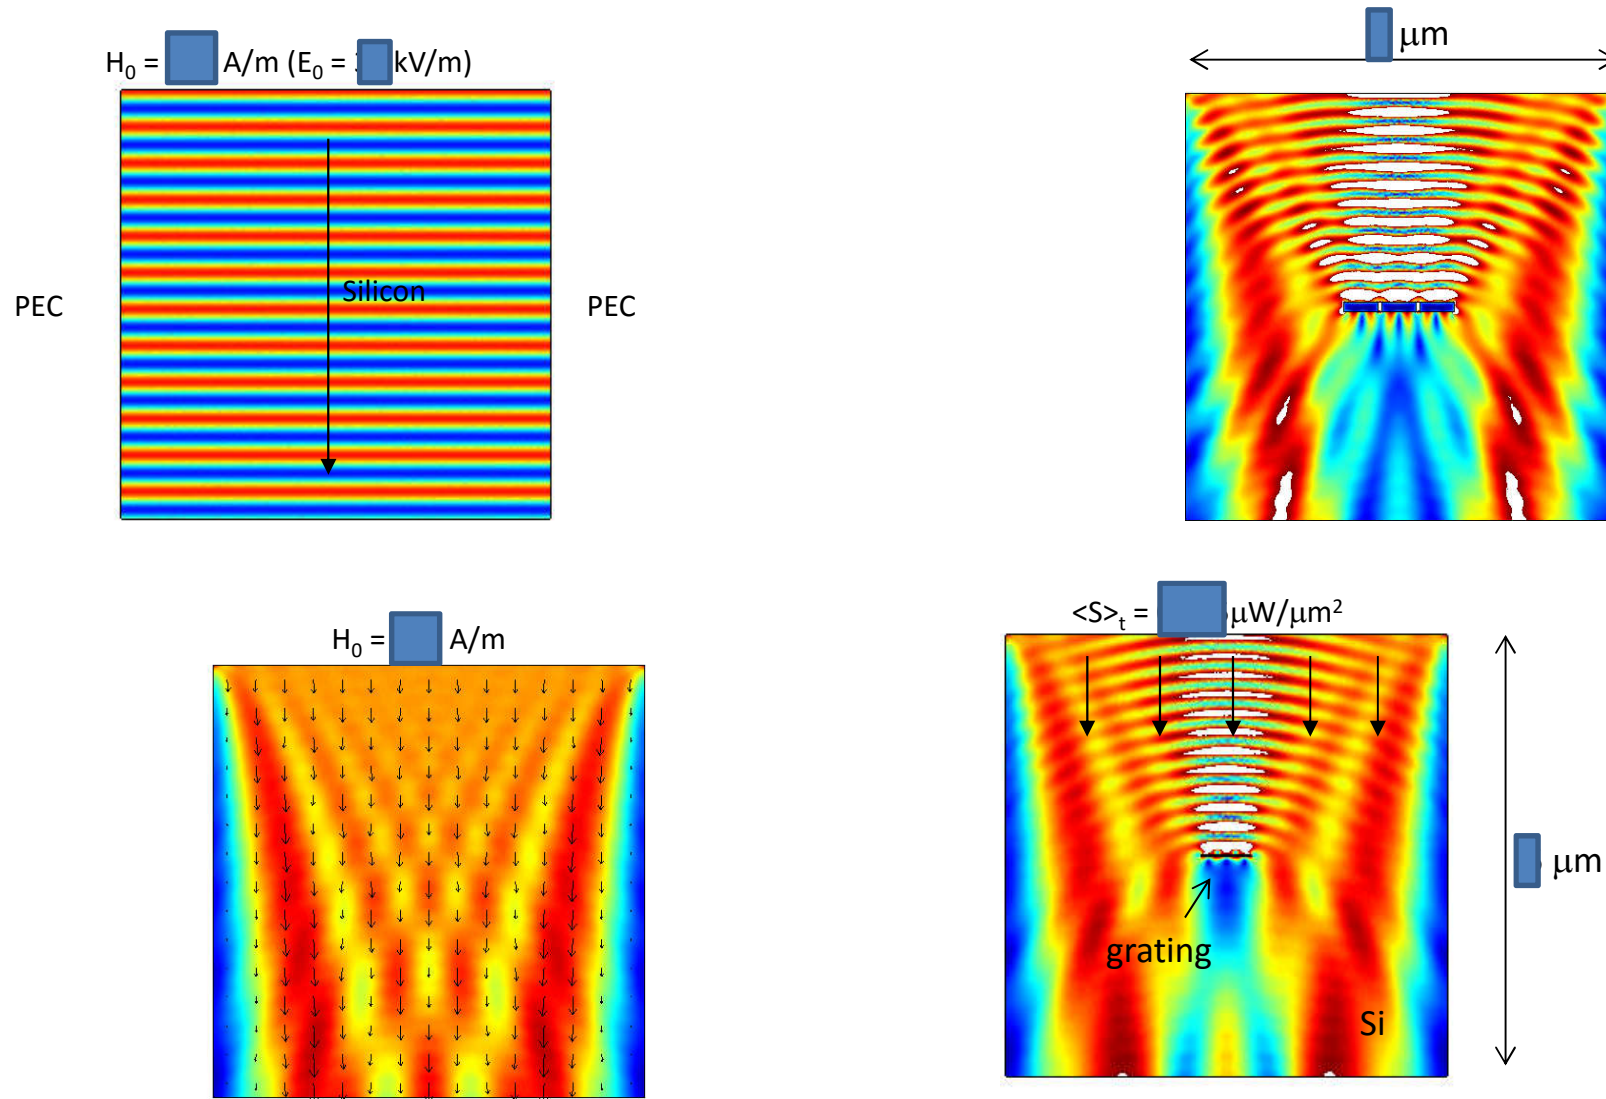 H₀ = A/m (E₀ = kV/m)
μm
PEC
Silicon
PEC
H₀ = A/m
<S>ₜ = μW/μm²
μm
grating
Si